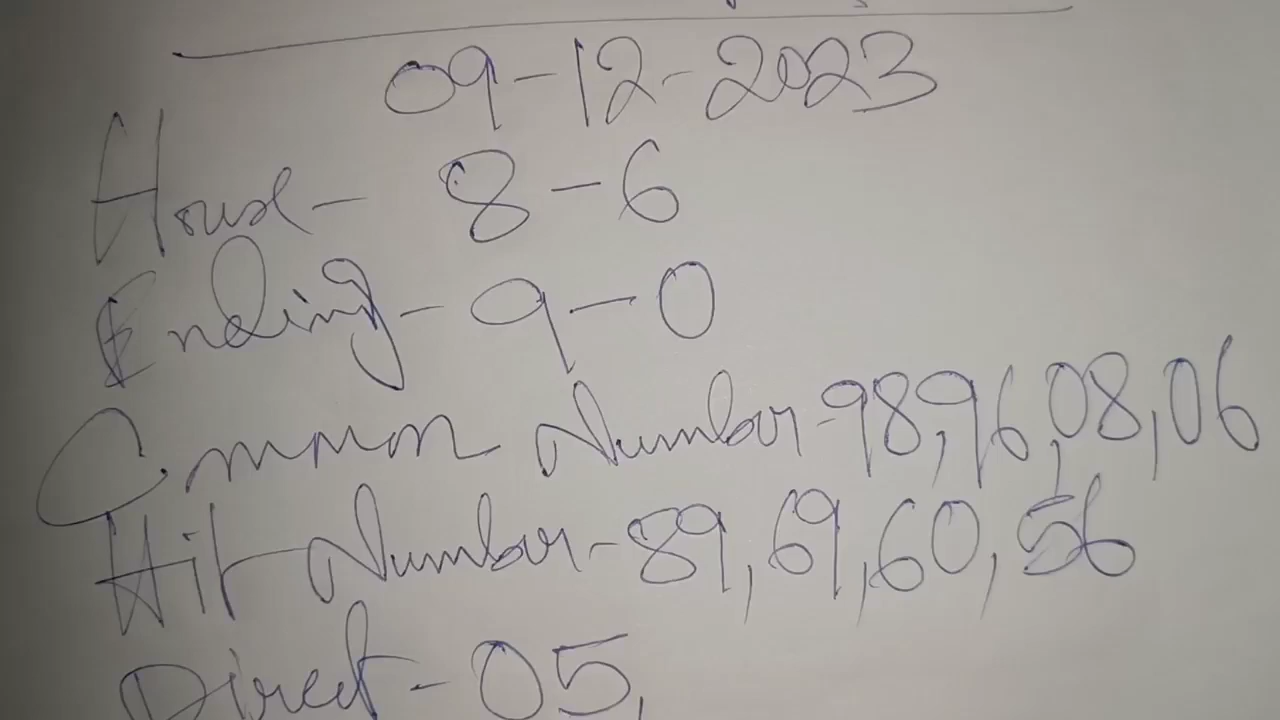 09-12-2023
House- 8-6
Ending- 9-0
Common Number-98,96,08,06
Hit Number-89,69,60,56
Direct-05,